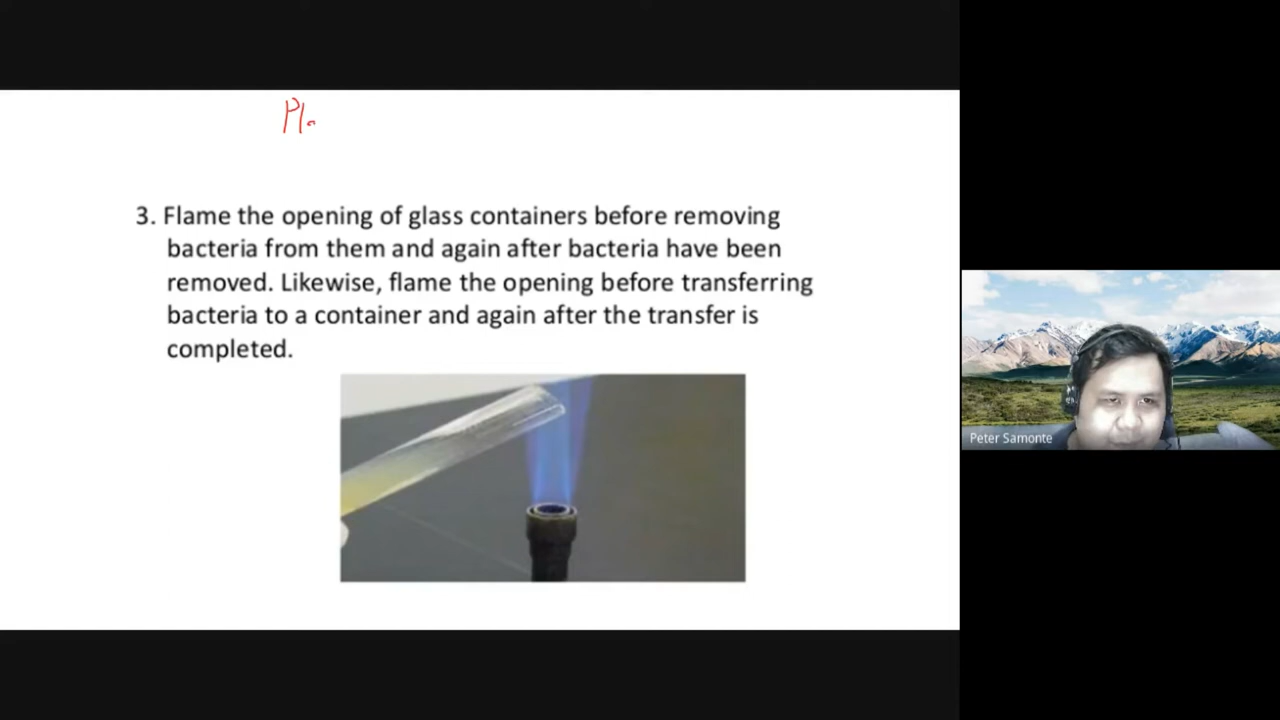 Pla
3. Flame the opening of glass containers before removing
bacteria from them and again after bacteria have been
removed. Likewise, flame the opening before transferring
bacteria to a container and again after the transfer is
completed.
Peter Samonte